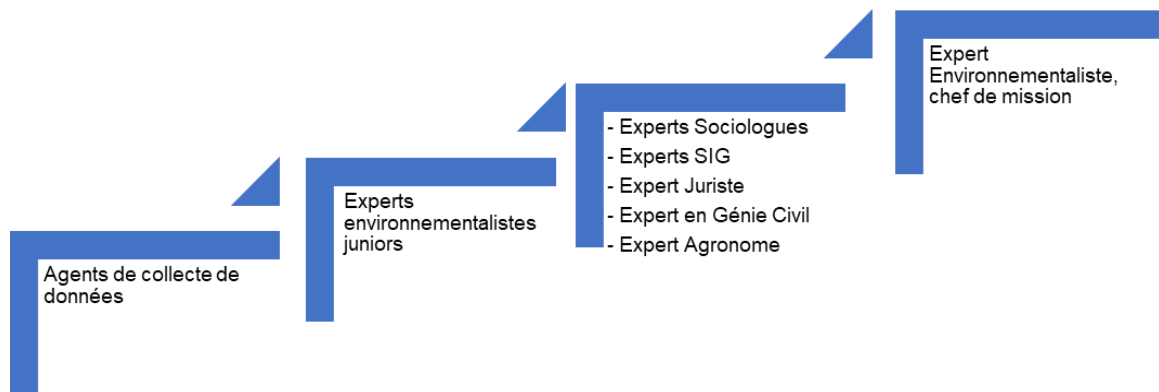 Agents de collecte de
données
Experts
environnementalistes
juniors
- Experts Sociologues
- Experts SIG
- Expert Juriste
- Expert en Génie Civil
- Expert Agronome
Expert
Environnementaliste,
chef de mission